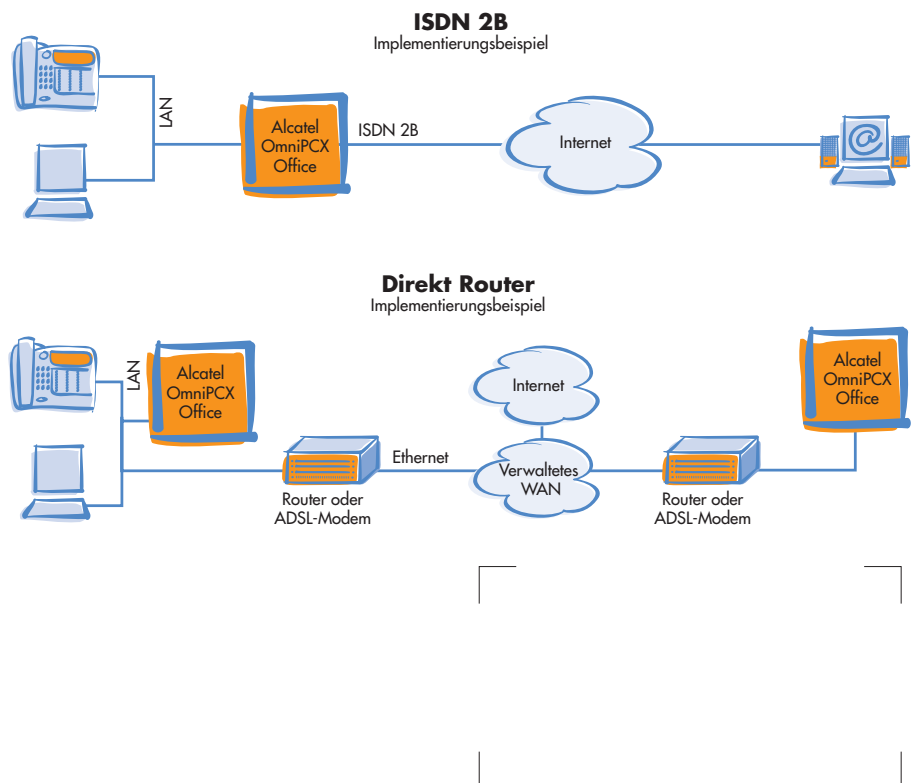 ISDN 2B
Implementierungsbeispiel
LAN
Alcatel
OmniPCX
Office
ISDN 2B
Internet
@
Direkt Router
Implementierungsbeispiel
LAN
Alcatel
OmniPCX
Office
Internet
Alcatel
OmniPCX
Office
Ethernet
Verwaltetes
WAN
Router oder
ADSL-Modem
Router oder
ADSL-Modem